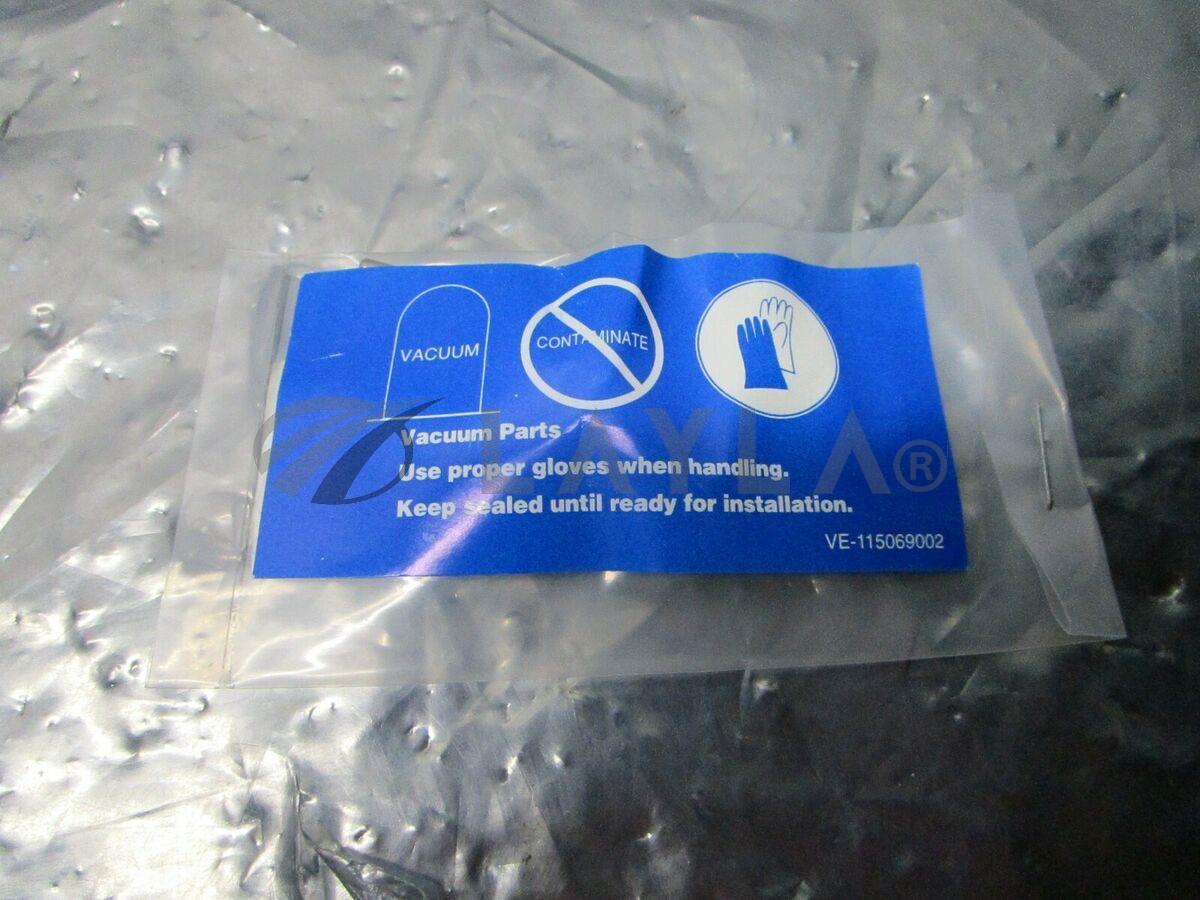 VACUUM
CONTAMINATE
Vacuum Parts
Use proper gloves when handling.
Keep sealed until ready for installation.
VE-115069002
LAYLA®